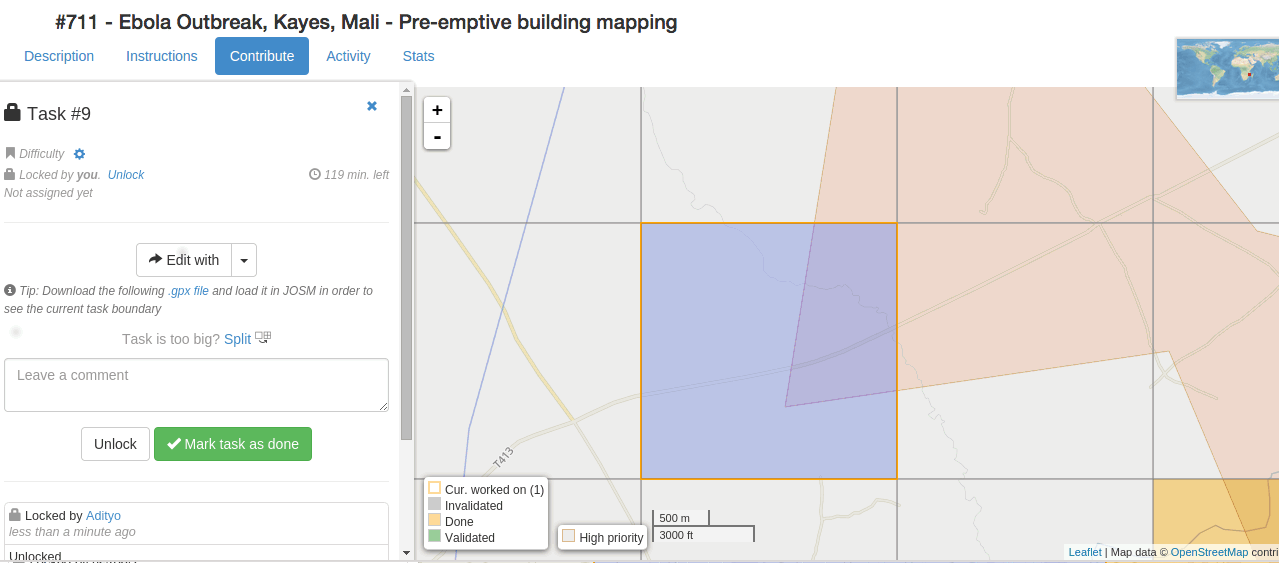 #711 - Ebola Outbreak, Kayes, Mali - Pre-emptive building mapping
Description
Instructions
Contribute
Activity
Stats
Task #9
Difficulty
Locked by you. Unlock
119 min. left
Not assigned yet
Edit with
Tip: Download the following .gpx file and load it in JOSM in order to
see the current task boundary
Task is too big? Split
Leave a comment
Unlock
Mark task as done
Locked by Adityo
less than a minute ago
Unlocked
+
-
T413
Cur. worked on (1)
Invalidated
Done
Validated
High priority
500 m
3000 ft
Leaflet | Map data © OpenStreetMap contri